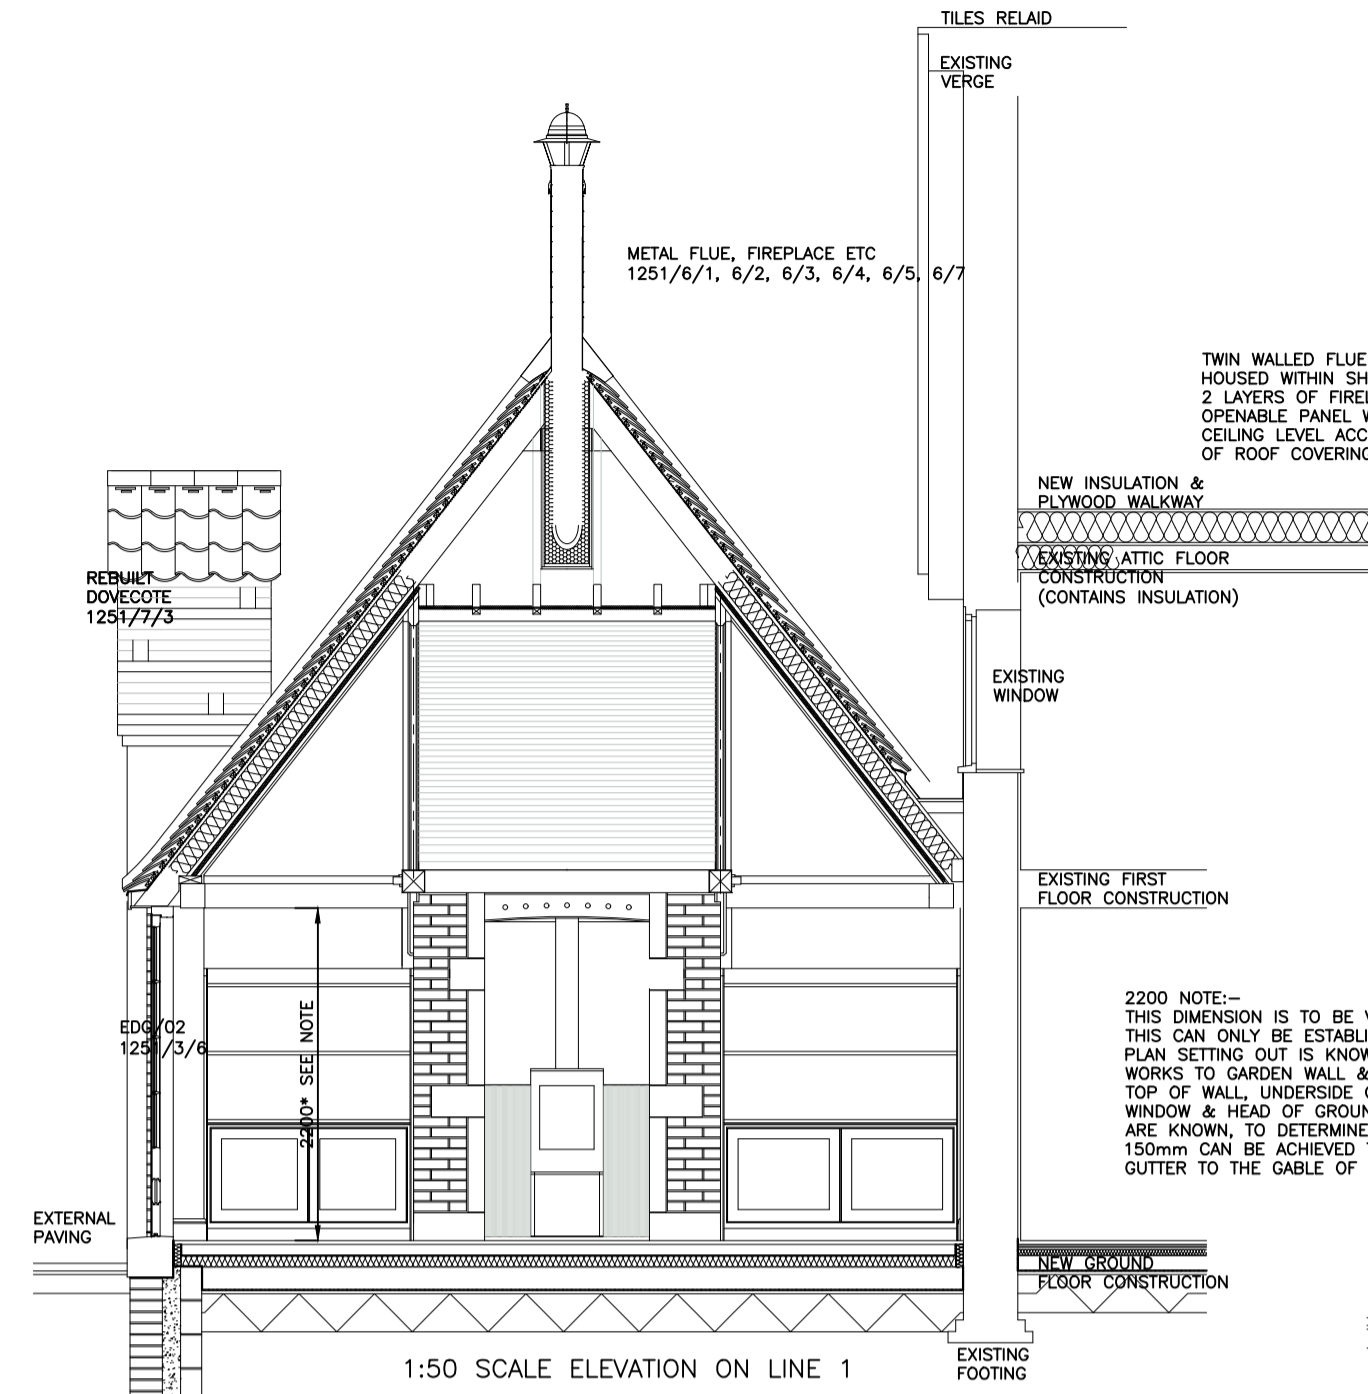 TILES RELAID
EXISTING
VERGE
METAL FLUE, FIREPLACE ETC
1251/6/1, 6/2, 6/3, 6/4, 6/5, 6/7
TWIN WALLED FLUE
HOUSED WITHIN SH
2 LAYERS OF FIREL
OPENABLE PANEL W
CEILING LEVEL ACC
OF ROOF COVERING
NEW INSULATION &
PLYWOOD WALKWAY
EXISTING ATTIC FLOOR
CONSTRUCTION
(CONTAINS INSULATION)
REBUILT
DOVECOTE
1251/7/3
EXISTING
WINDOW
EXISTING FIRST
FLOOR CONSTRUCTION
2200 NOTE:-
THIS DIMENSION IS TO BE V
THIS CAN ONLY BE ESTABLI
PLAN SETTING OUT IS KNOW
WORKS TO GARDEN WALL &
TOP OF WALL, UNDERSIDE O
WINDOW & HEAD OF GROUN
ARE KNOWN, TO DETERMINE
150mm CAN BE ACHIEVED T
GUTTER TO THE GABLE OF
EDG/02
1251/3/6
2200* SEE NOTE
EXTERNAL
PAVING
NEW GROUND
FLOOR CONSTRUCTION
EXISTING
FOOTING
1:50 SCALE ELEVATION ON LINE 1